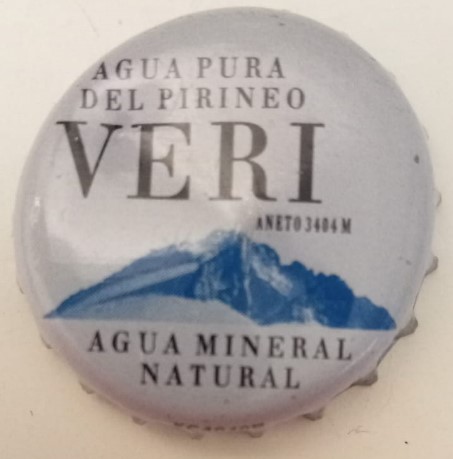 AGUA PURA
DEL PIRINEO
VERI
ANETO 3404 M
AGUA MINERAL
NATURAL